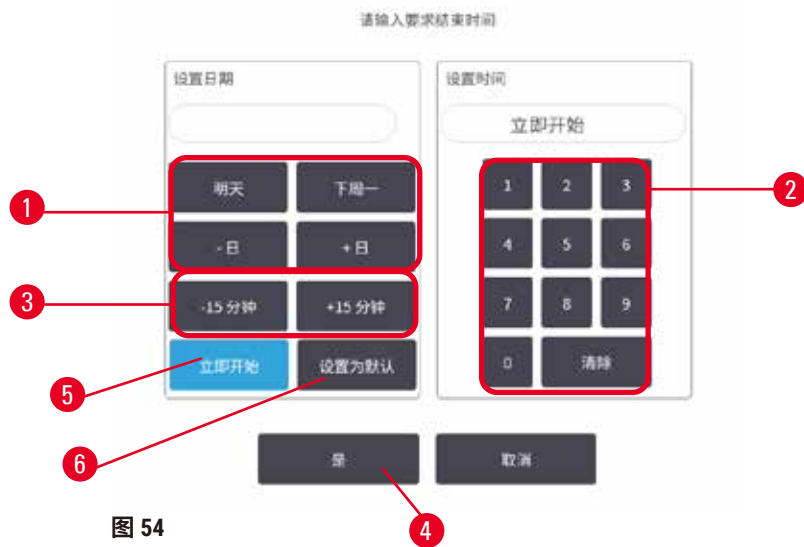 请输入要求结束时间
设置日期
设置时间
立即开始
明天
下周一
1
2
3
1
2
- 日
+ 日
4
5
6
3
-15 分钟
+15 分钟
7
8
9
立即开始
设置为默认
0
清除
5
6
是
取消
图 54
4